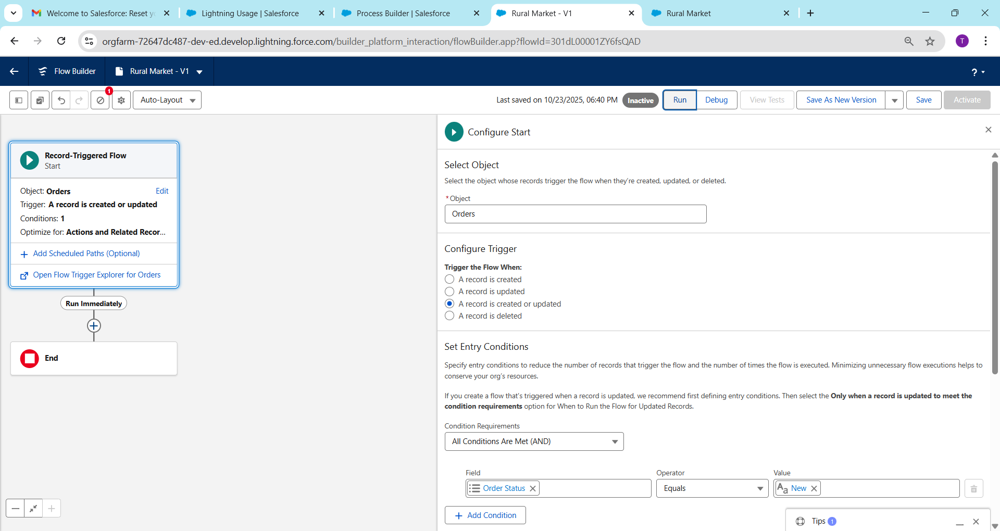 Welcome to Salesforce: Reset yo
Lightning Usage | Salesforce
Process Builder | Salesforce
Rural Market - V1
Rural Market
orgfarm-72647dc487-dev-ed.develop.lightning.force.com/builder_platform_interaction/flowBuilder.app?flowId=301dL00001ZY6fsQAD
T
Flow Builder
Rural Market - V1
?
1
Auto-Layout
Last saved on 10/23/2025, 06:40 PM
Inactive
Run
Debug
View Tests
Save As New Version
Save
Activate
Record-Triggered Flow
Start
Object: Orders
Edit
Trigger: A record is created or updated
Conditions: 1
Optimize for: Actions and Related Recor...
Add Scheduled Paths (Optional)
Open Flow Trigger Explorer for Orders
Run Immediately
End
Configure Start
Select Object
Select the object whose records trigger the flow when they're created, updated, or deleted.
* Object
Orders
Configure Trigger
Trigger the Flow When:
A record is created
A record is updated
A record is created or updated
A record is deleted
Set Entry Conditions
Specify entry conditions to reduce the number of records that trigger the flow and the number of times the flow is executed. Minimizing unnecessary flow executions helps to
conserve your org's resources.
If you create a flow that's triggered when a record is updated, we recommend first defining entry conditions. Then select the Only when a record is updated to meet the
condition requirements option for When to Run the Flow for Updated Records.
Condition Requirements
All Conditions Are Met (AND)
Field
Operator
Value
Order Status
Equals
Aa New
Add Condition
Tips 1